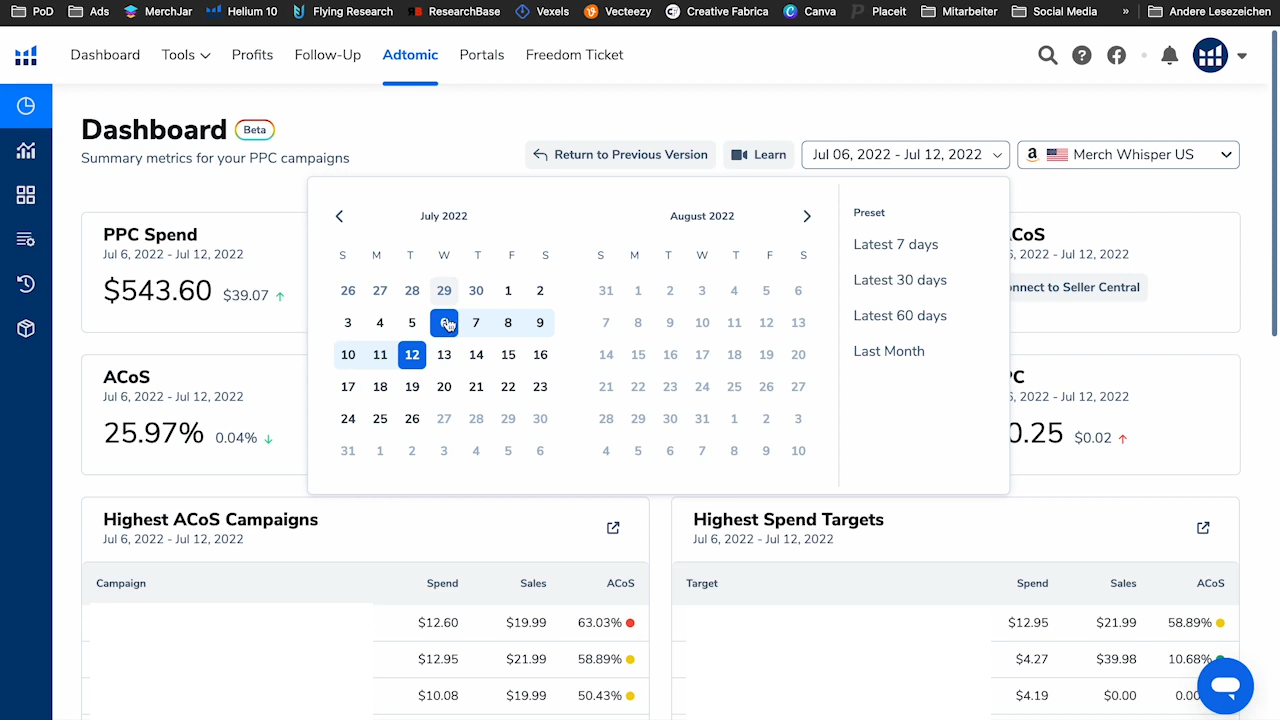 PoD Ads MerchJar Helium 10 Flying Research ResearchBase Vexels Vecteezy Creative Fabrica Canva Placeit Mitarbeiter Social Media » Andere Lesezeichen
Dashboard Tools Profits Follow-Up Adtomic Portals Freedom Ticket
Dashboard Beta
Summary metrics for your PPC campaigns
Return to Previous Version Learn Jul 06, 2022 - Jul 12, 2022 Merch Whisper US
July 2022 August 2022
S M T W T F S S M T W T F S
26 27 28 29 30 1 2 31 1 2 3 4 5 6
3 4 5 6 7 8 9 7 8 9 10 11 12 13
10 11 12 13 14 15 16 14 15 16 17 18 19 20
17 18 19 20 21 22 23 21 22 23 24 25 26 27
24 25 26 27 28 29 30 28 29 30 31 1 2 3
31 1 2 3 4 5 6 4 5 6 7 8 9 10
Preset
Latest 7 days
Latest 30 days
Latest 60 days
Last Month
PPC Spend
Jul 6, 2022 - Jul 12, 2022
$543.60 $39.07
CoS
, 2022 - Jul 12, 2022
nnect to Seller Central
ACoS
Jul 6, 2022 - Jul 12, 2022
25.97% 0.04%
PC
, 2022 - Jul 12, 2022
0.25 $0.02
Highest ACoS Campaigns
Jul 6, 2022 - Jul 12, 2022
Campaign Spend Sales ACoS
$12.60 $19.99 63.03%
$12.95 $21.99 58.89%
$10.08 $19.99 50.43%
Highest Spend Targets
Jul 6, 2022 - Jul 12, 2022
Target Spend Sales ACoS
$12.95 $21.99 58.89%
$4.27 $39.98 10.68%
$4.19 $0.00 0.00